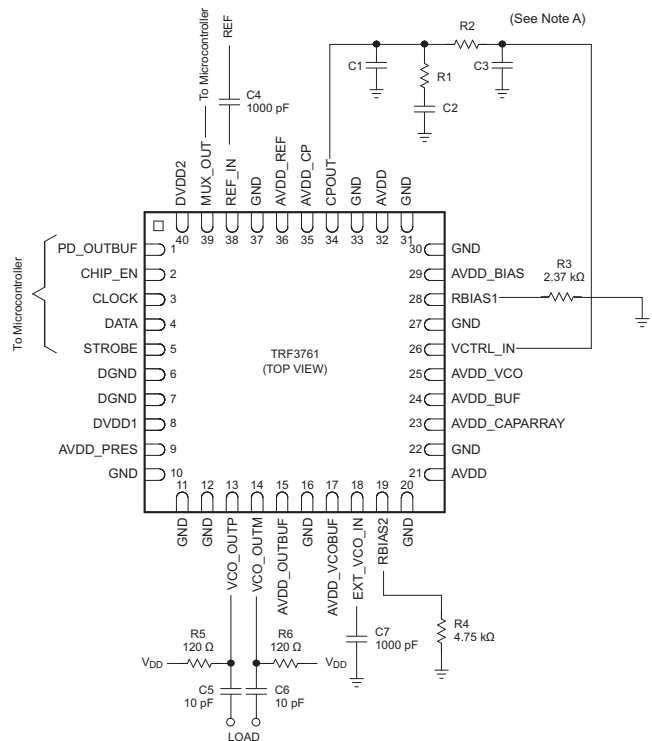 (See Note A)
REF
To Microcontroller
C4
1000 pF
C1
R1
C2
R2
C3
DVDD2
MUX_OUT
REF_IN
GND
AVDD_REF
AVDD_CP
CPOUT
GND
AVDD
GND
40 39 38 37 36 35 34 33 32 31
To Microcontroller
PD_OUTBUF 1
CHIP_EN 2
CLOCK 3
DATA 4
STROBE 5
DGND 6
DGND 7
DVDD1 8
AVDD_PRES 9
GND 10
TRF3761
(TOP VIEW)
30 GND
29 AVDD_BIAS
28 RBIAS1
27 GND
26 VCTRL_IN
25 AVDD_VCO
24 AVDD_BUF
23 AVDD_CAPARRAY
22 GND
21 AVDD
R3
2.37 kΩ
11 12 13 14 15 16 17 18 19 20
GND
GND
VCO_OUTP
VCO_OUTM
AVDD_OUTBUF
GND
AVDD_VCOBUF
EXT_VCO_IN
RBIAS2
GND
R5
120 Ω
R6
120 Ω
VDD
VDD
C5
10 pF
C6
10 pF
LOAD
C7
1000 pF
R4
4.75 kΩ